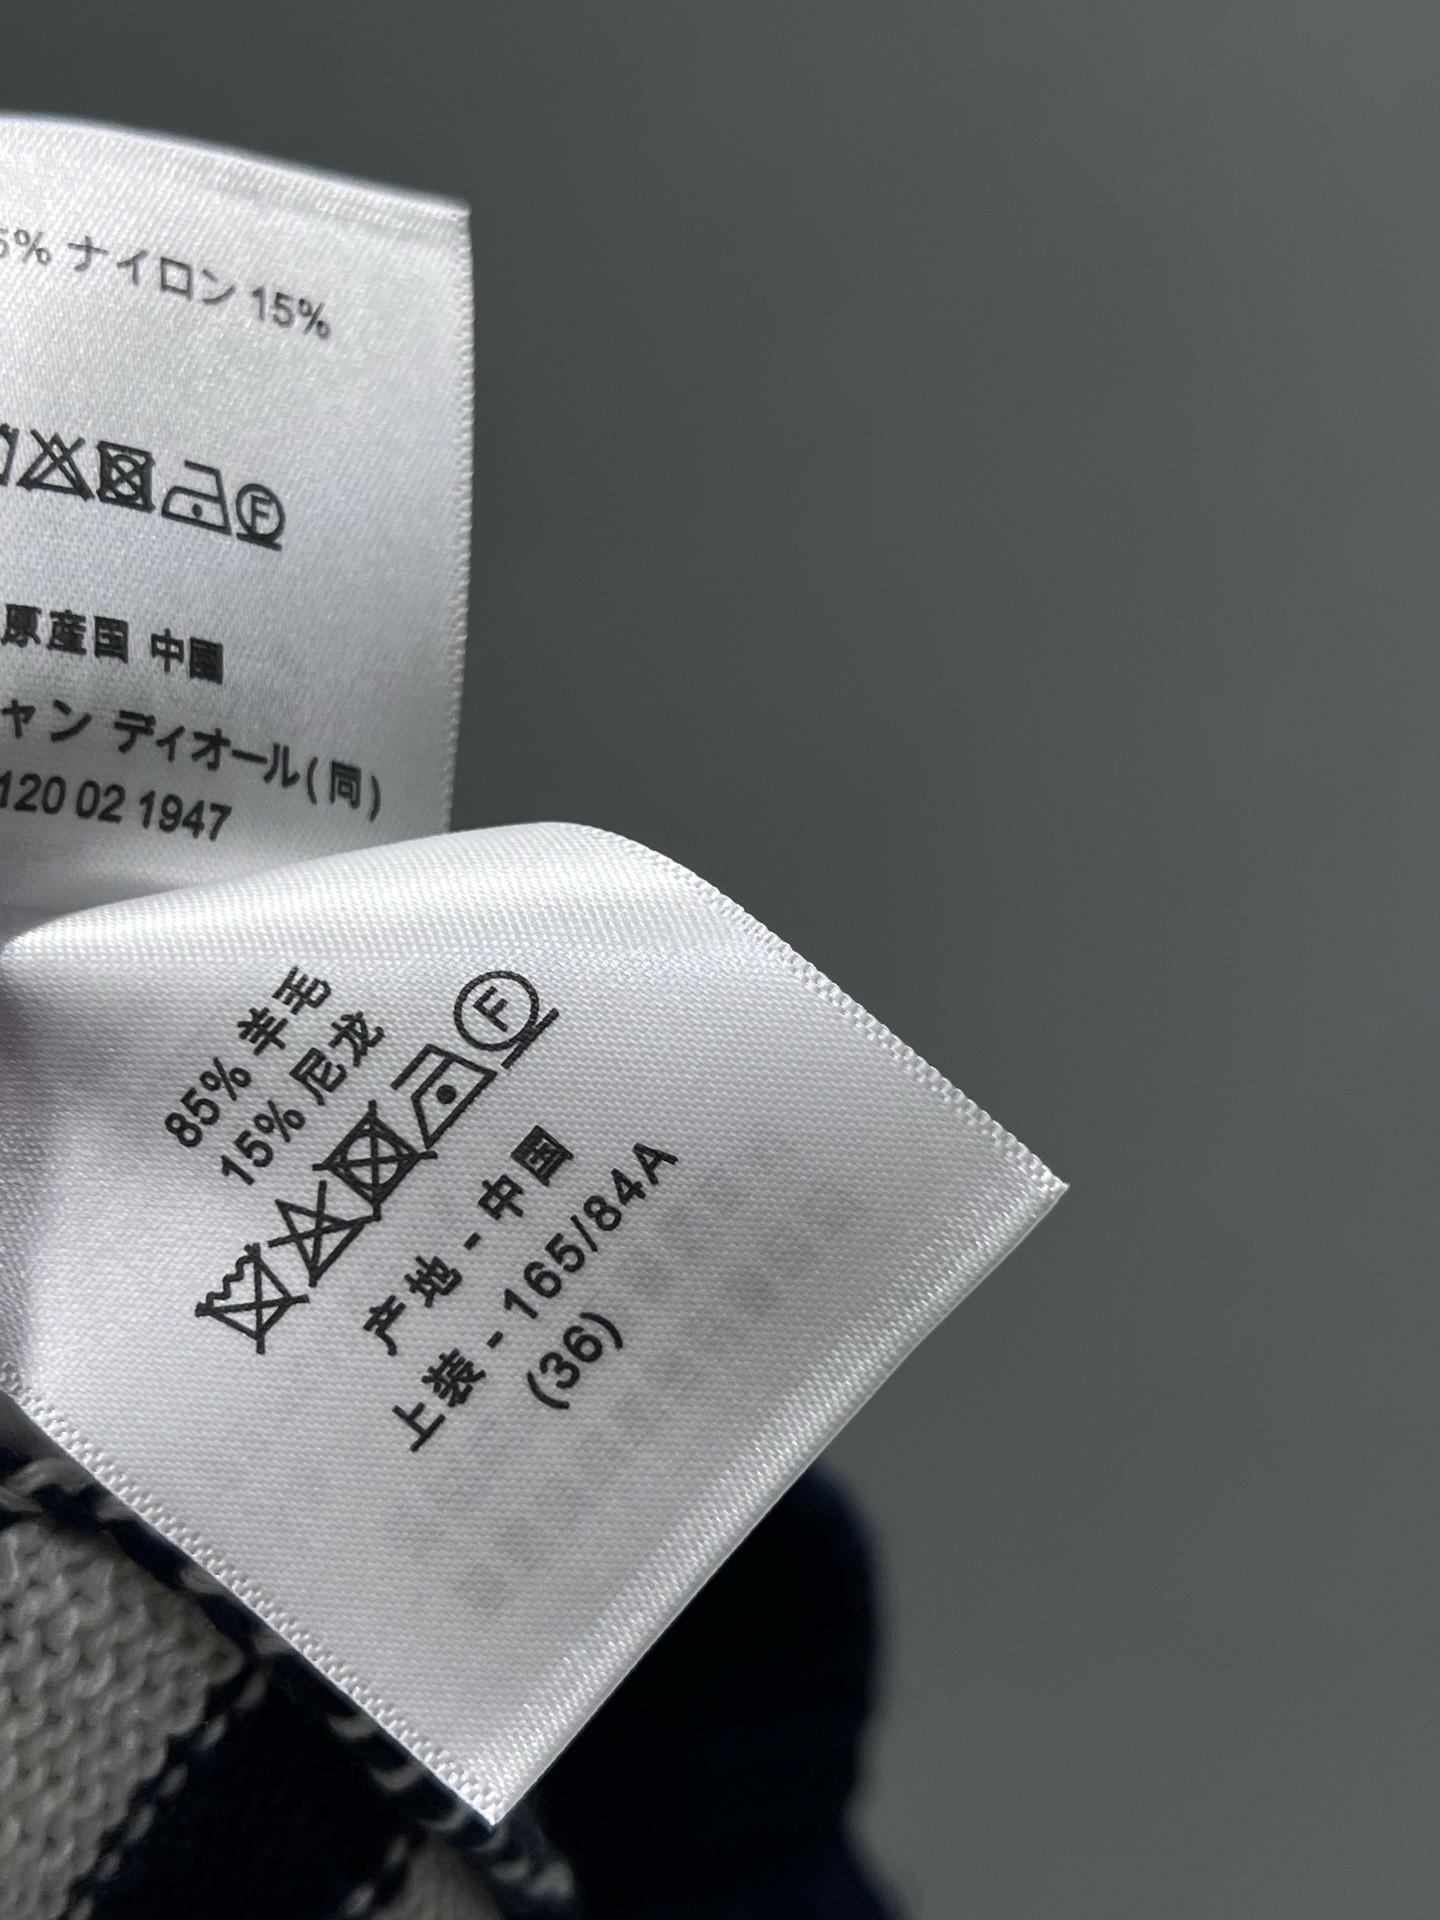 5% ナイロン 15%
F
原産国 中國
ャン ディオール(同)
120 02 1947
85% 羊毛
15% 尼龙
F
产地 - 中国
上装 - 165/84A
(36)